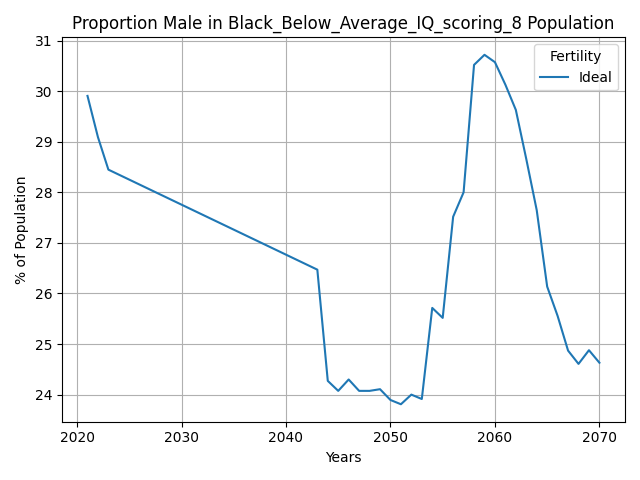 Proportion Male in Black_Below_Average_IQ_scoring_8 Population
31
30
29
28
27
26
25
24
% of Population
2020 2030 2040 2050 2060 2070
Years
Fertility
Ideal